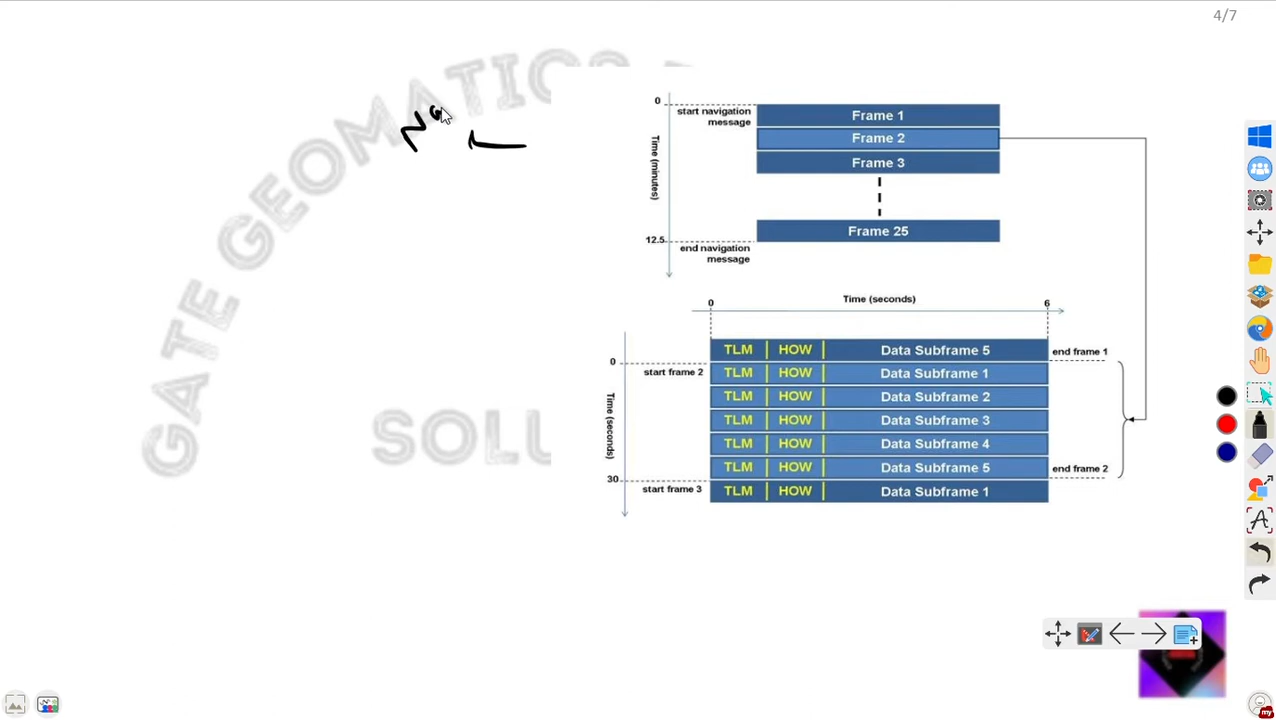 4/7
GATE GEOMATICS
SOLU
0
start navigation
message
Frame 1
Frame 2
Frame 3
Time (minutes)
Frame 25
12.5
end navigation
message
0
Time (seconds)
6
TLM | HOW | Data Subframe 5
end frame 1
0
start frame 2
TLM | HOW | Data Subframe 1
TLM | HOW | Data Subframe 2
Time (seconds)
TLM | HOW | Data Subframe 3
TLM | HOW | Data Subframe 4
TLM | HOW | Data Subframe 5
end frame 2
30
start frame 3
TLM | HOW | Data Subframe 1